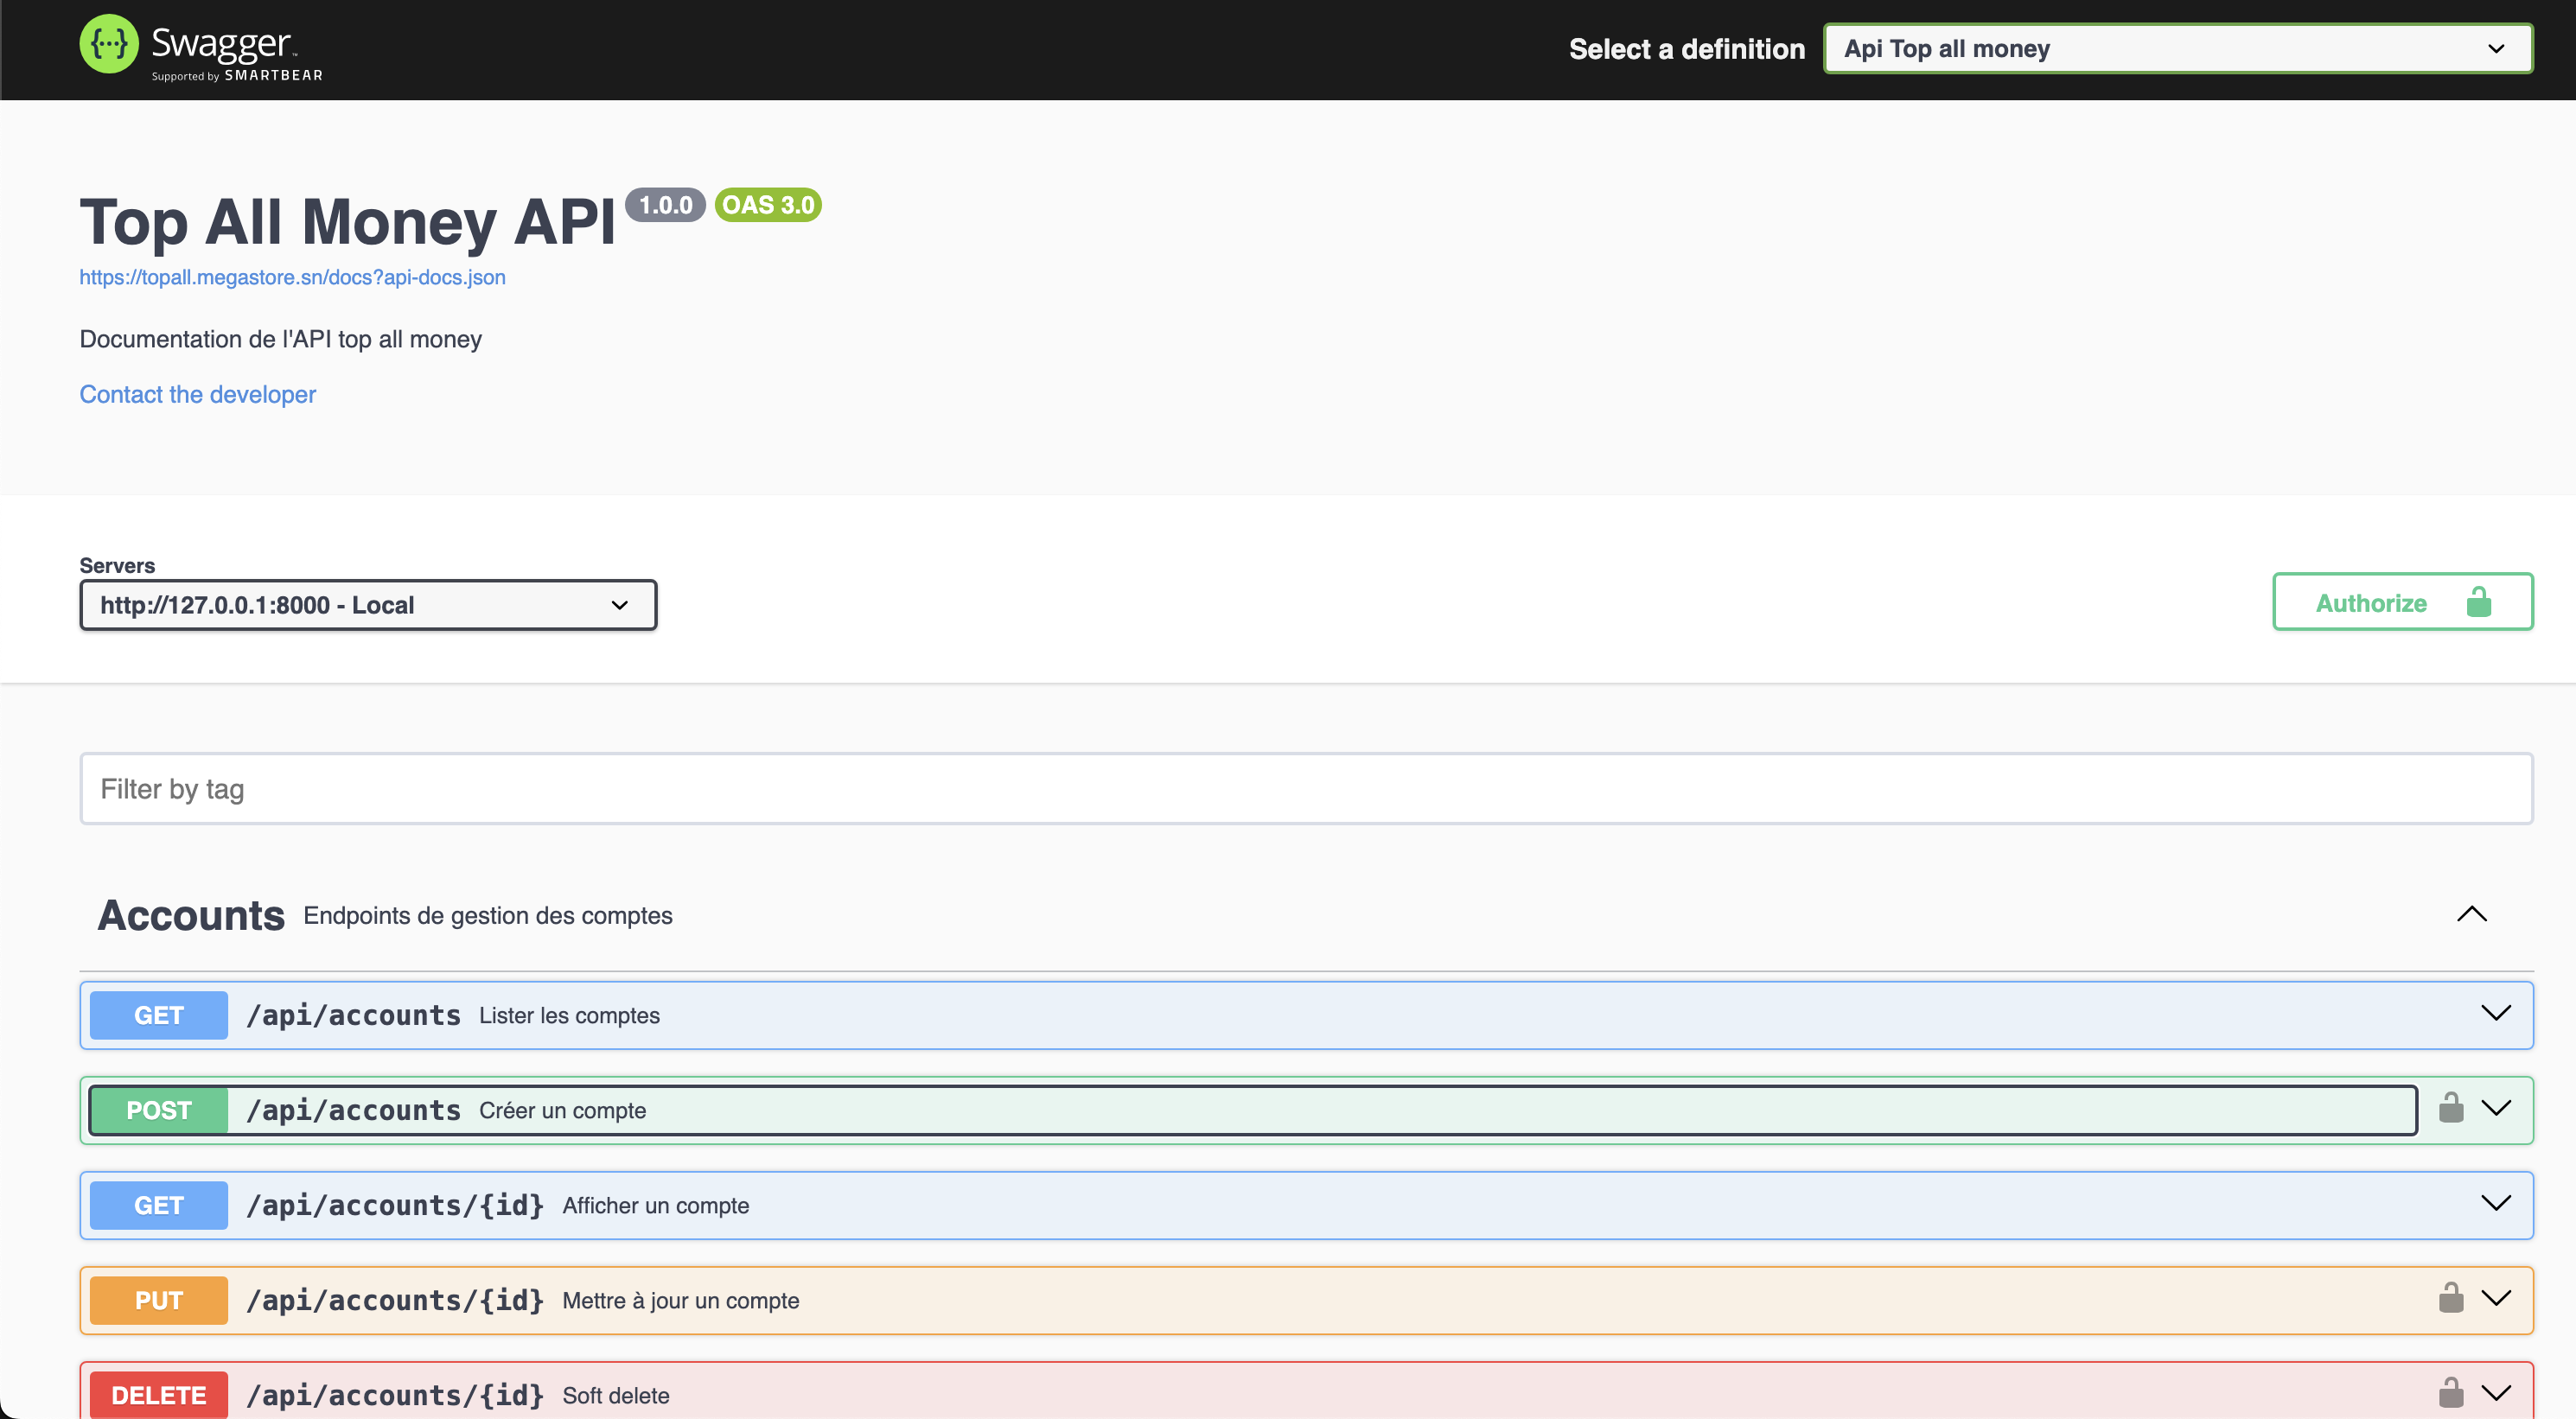 {...} Swagger™
Supported by SMARTBEAR
Select a definition
Api Top all money
Top All Money API 1.0.0 OAS 3.0
https://topall.megastore.sn/docs?api-docs.json
Documentation de l'API top all money
Contact the developer
Servers
http://127.0.0.1:8000 - Local
Authorize
Filter by tag
Accounts Endpoints de gestion des comptes
GET /api/accounts Lister les comptes
POST /api/accounts Créer un compte
GET /api/accounts/{id} Afficher un compte
PUT /api/accounts/{id} Mettre à jour un compte
DELETE /api/accounts/{id} Soft delete